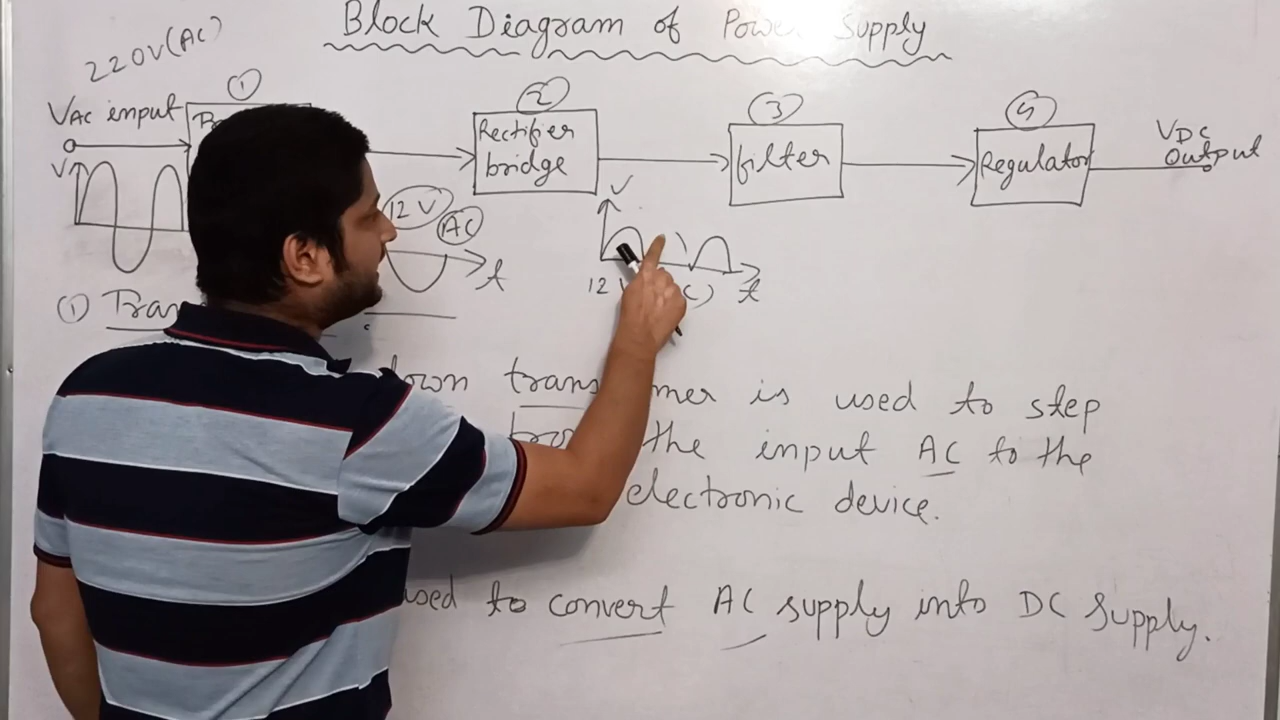 Block Diagram of Power Supply
220V(AC)
VAC input
V
①
②
Rectifier
bridge
③
filter
④
Regulator
VDC
Output
12 V
AC
t
V
12
t
①
down is used to step
the input AC to the
electronic device.
used to convert AC supply into DC Supply.